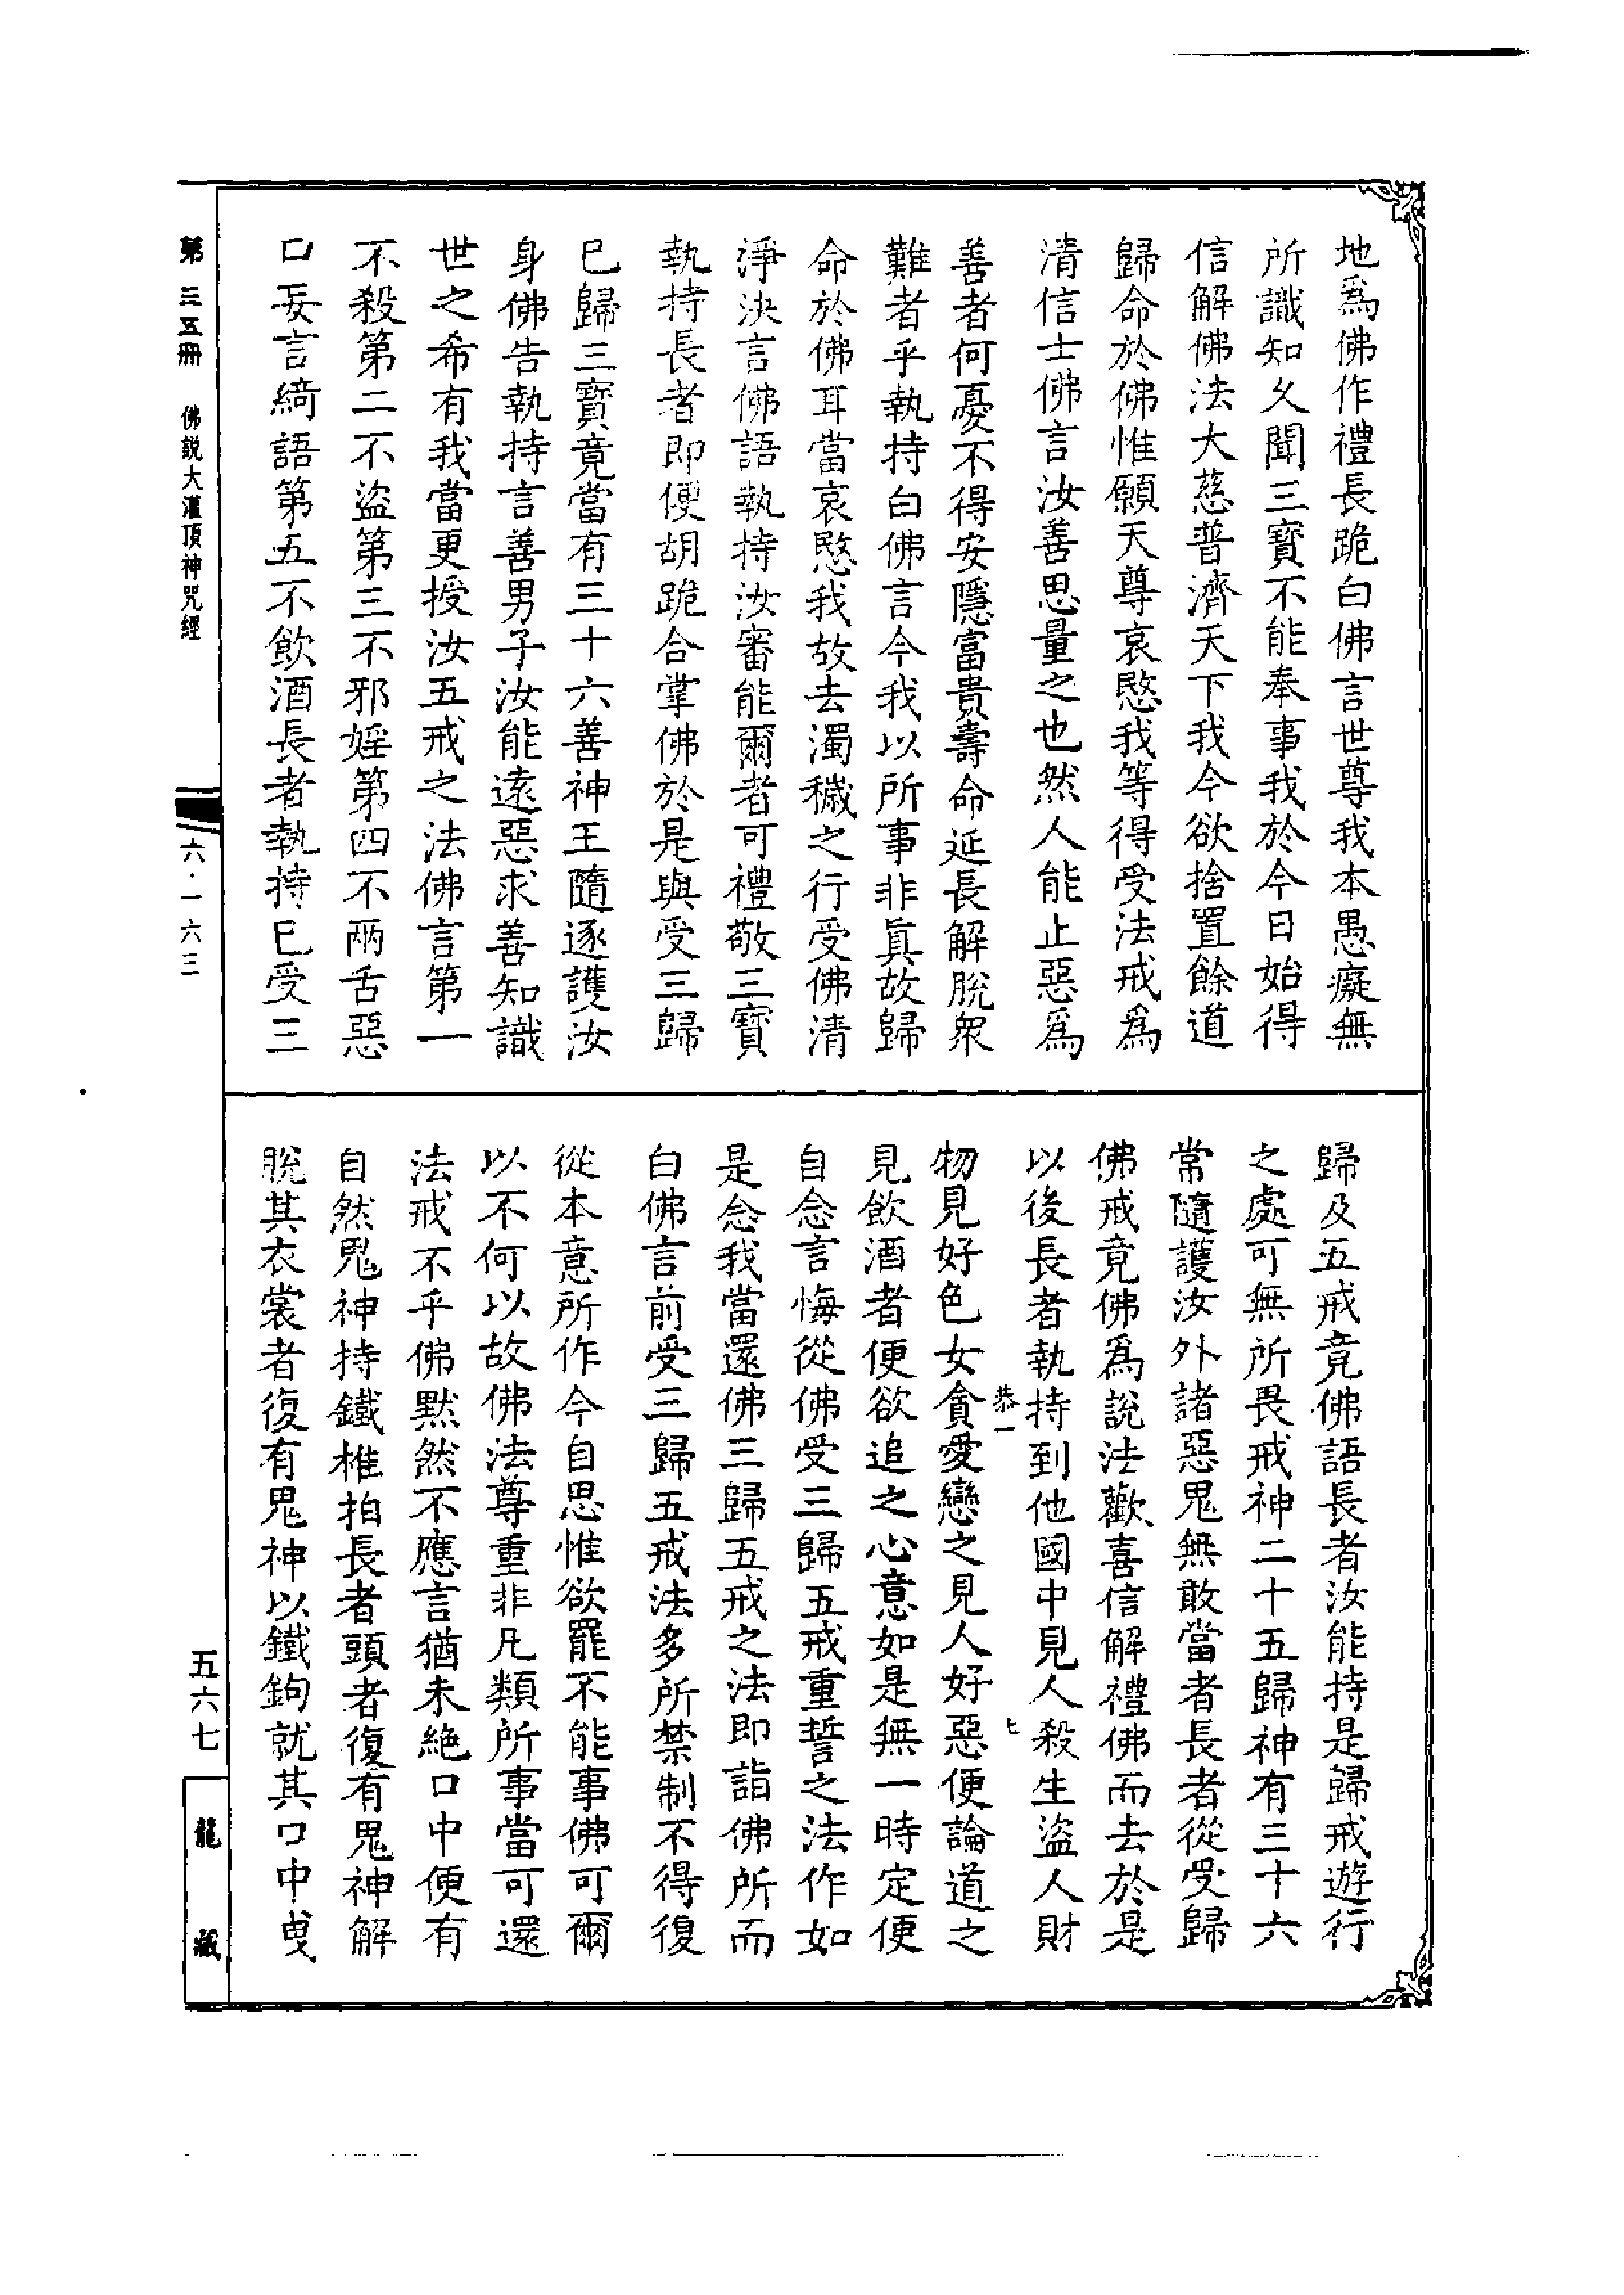 地爲佛作禮長跪白佛言世尊我本愚癡無
所識知久聞三寶不能奉事我於今日始得
信解佛法大慈普濟天下我今欲捨置餘道
歸命於佛惟願天尊哀愍我等得受法戒爲
清信士佛言汝善思量之也然人能止惡爲
善者何憂不得安隱富貴壽命延長解脫衆
難者乎執持白佛言今我以所事非眞故歸
命於佛耳當哀愍我故去濁穢之行受佛清
淨決言佛語執持汝審能爾者可禮敬三寶
執持長者即便胡跪合掌佛於是與受三歸
巳歸三寶竟當有三十六善神王隨逐護汝
身佛告執持言善男子汝能遠惡求善知識
世之希有我當更授汝五戒之法佛言第一
不殺第二不盜第三不邪婬第四不兩舌惡
口妄言綺語第五不飲酒長者執持巳受三
歸及五戒竟佛語長者汝能持是歸戒遊行
之處可無所畏戒神二十五歸神有三十六
常隨護汝外諸惡鬼無敢當者長者從受歸
佛戒竟佛爲說法歡喜信解禮佛而去於是
以後長者執持到他國中見人殺生盜人財
物見好色女貪愛戀之見人好惡便論道之
恭一 七
見飲酒者便欲追之心意如是無一時定便
自念言悔從佛受三歸五戒重誓之法作如
是念我當還佛三歸五戒之法即詣佛所而
白佛言前受三歸五戒法多所禁制不得復
從本意所作今自思惟欲罷不能事佛可爾
以不何以故佛法尊重非凡類所事當可還
法戒不乎佛黙然不應言猶未絶口中便有
自然鬼神持鐵椎拍長者頭者復有鬼神解
脫其衣裳者復有鬼神以鐵鉤就其口中曳
第三五冊 佛説大灌頂神咒經
六·一六三
五六七
龍藏